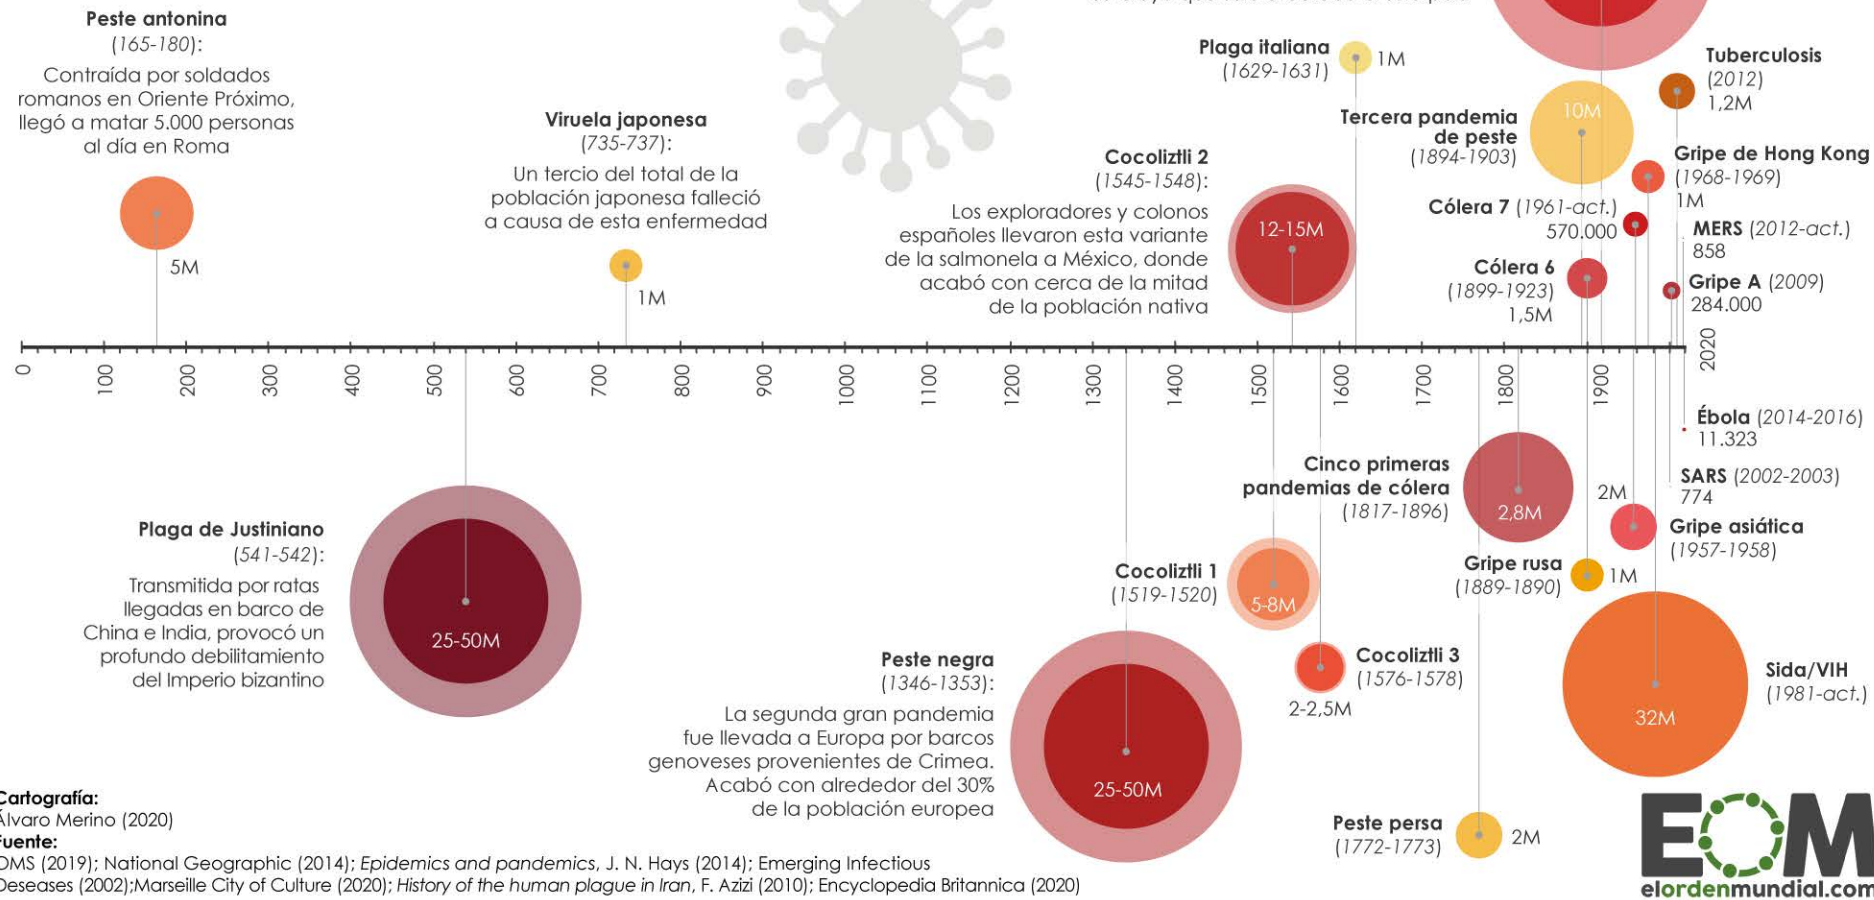 Peste antonina
(165-180):
Contraída por soldados
romanos en Oriente Próximo,
llegó a matar 5.000 personas
al día en Roma
5M
Viruela japonesa
(735-737):
Un tercio del total de la
población japonesa falleció
a causa de esta enfermedad
1M
Cocoliztli 2
(1545-1548):
Los exploradores y colonos
españoles llevaron esta variante
de la salmonela a México, donde
acabó con cerca de la mitad
de la población nativa
12-15M
Plaga italiana
(1629-1631)
1M
Tercera pandemia
de peste
(1894-1903)
10M
Cólera 7 (1961-act.)
570.000
Cólera 6
(1899-1923)
1,5M
Tuberculosis
(2012)
1,2M
Gripe de Hong Kong
(1968-1969)
1M
MERS (2012-act.)
858
Gripe A (2009)
284.000
0
100
200
300
400
500
600
700
800
900
1000
1100
1200
1300
1400
1500
1600
1700
1800
1900
2020
Plaga de Justiniano
(541-542):
Transmitida por ratas
llegadas en barco de
China e India, provocó un
profundo debilitamiento
del Imperio bizantino
25-50M
Peste negra
(1346-1353):
La segunda gran pandemia
fue llevada a Europa por barcos
genoveses provenientes de Crimea.
Acabó con alrededor del 30%
de la población europea
25-50M
Cocoliztli 1
(1519-1520)
5-8M
Cocoliztli 3
(1576-1578)
2-2,5M
Cinco primeras
pandemias de cólera
(1817-1896)
2,8M
Gripe rusa
(1889-1890)
1M
Peste persa
(1772-1773)
2M
Ébola (2014-2016)
11.323
SARS (2002-2003)
774
2M
Gripe asiática
(1957-1958)
Sida/VIH
(1981-act.)
32M
Cartografía:
Álvaro Merino (2020)
Fuente:
OMS (2019); National Geographic (2014); Epidemics and pandemics, J. N. Hays (2014); Emerging Infectious
Deseases (2002);Marseille City of Culture (2020); History of the human plague in Iran, F. Azizi (2010); Encyclopedia Britannica (2020)
EOM
elordenmundial.com